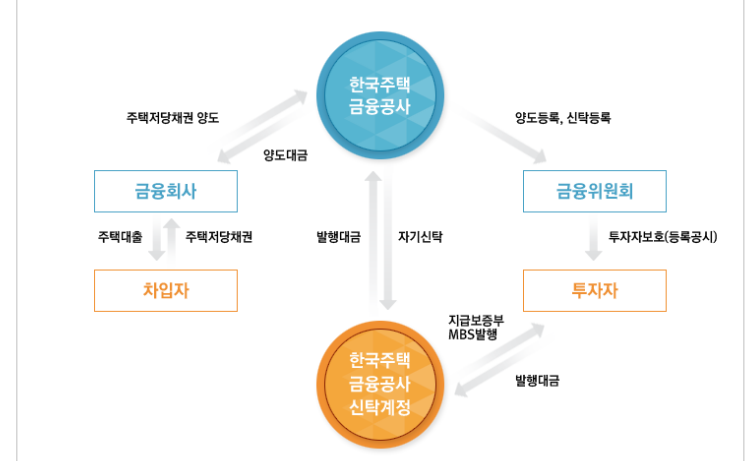 한국주택
금융공사
주택저당채권 양도
양도등록, 신탁등록
양도대금
금융회사
금융위원회
주택대출
주택저당채권
발행대금
자기신탁
투자자보호(등록공시)
차입자
투자자
지급보증부
MBS발행
한국주택
금융공사
신탁계정
발행대금